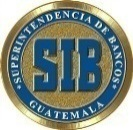 SUPERINTENDENCIA DE BANCOS
SIB
GUATEMALA